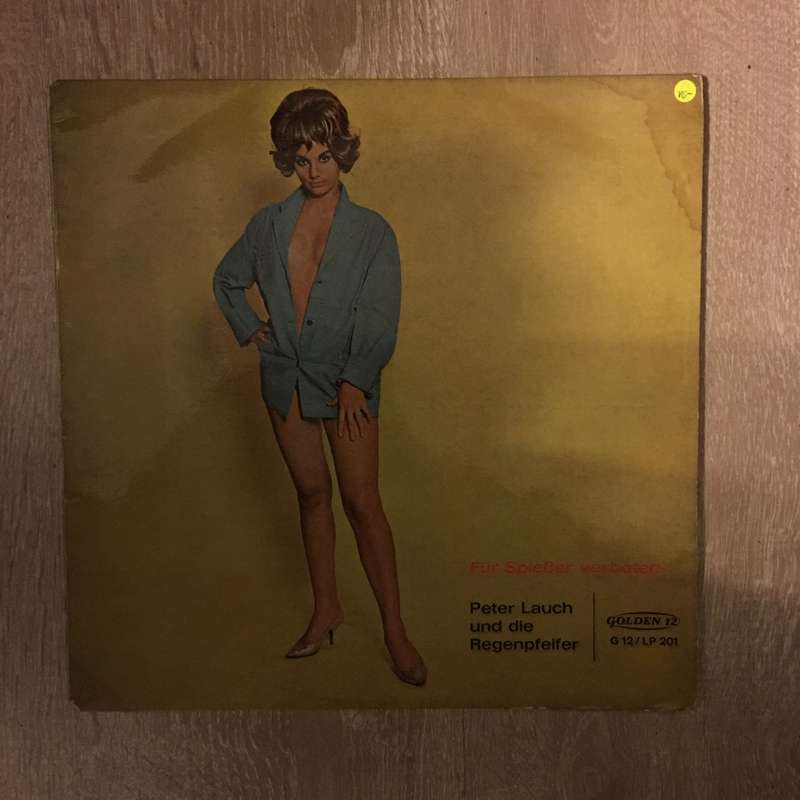 Für Spießer verboten
Peter Lauch
und die
Regenpfeifer
GOLDEN 12
G 12/LP 201